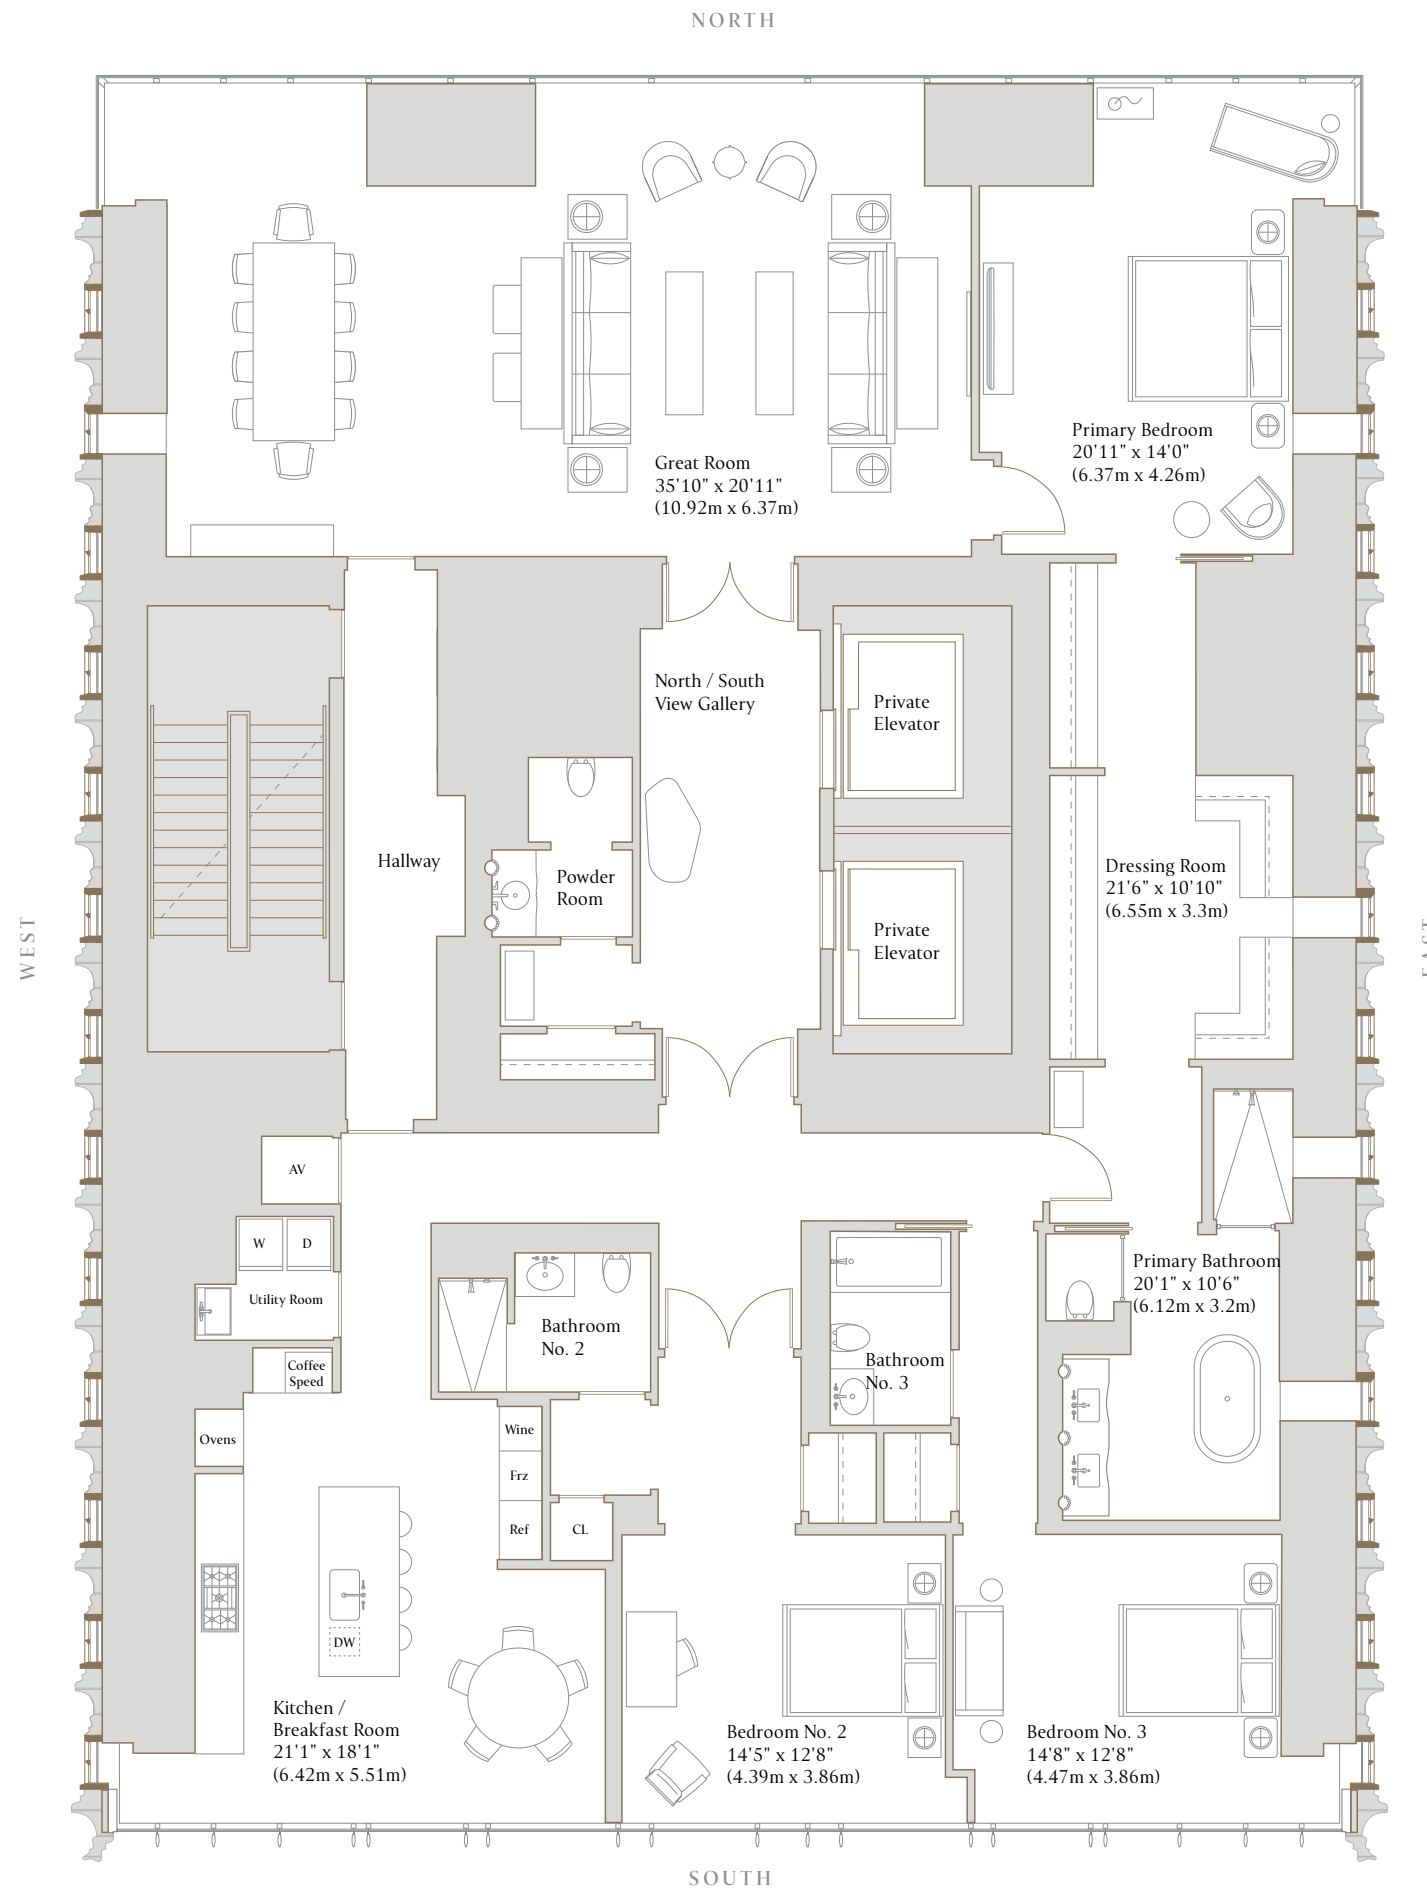 NORTH
Primary Bedroom
20'11" x 14'0"
(6.37m x 4.26m)
Great Room
35'10" x 20'11"
(10.92m x 6.37m)
North / South
View Gallery
Private
Elevator
Hallway
Powder
Room
Dressing Room
21'6" x 10'10"
(6.55m x 3.3m)
Private
Elevator
WEST
EAST
AV
W
D
Utility Room
Primary Bathroom
20'1" x 10'6"
(6.12m x 3.2m)
Bathroom
No. 2
Bathroom
No. 3
Coffee
Speed
Ovens
Wine
Frz
Ref
CL
DW
Kitchen /
Breakfast Room
21'1" x 18'1"
(6.42m x 5.51m)
Bedroom No. 2
14'5" x 12'8"
(4.39m x 3.86m)
Bedroom No. 3
14'8" x 12'8"
(4.47m x 3.86m)
SOUTH